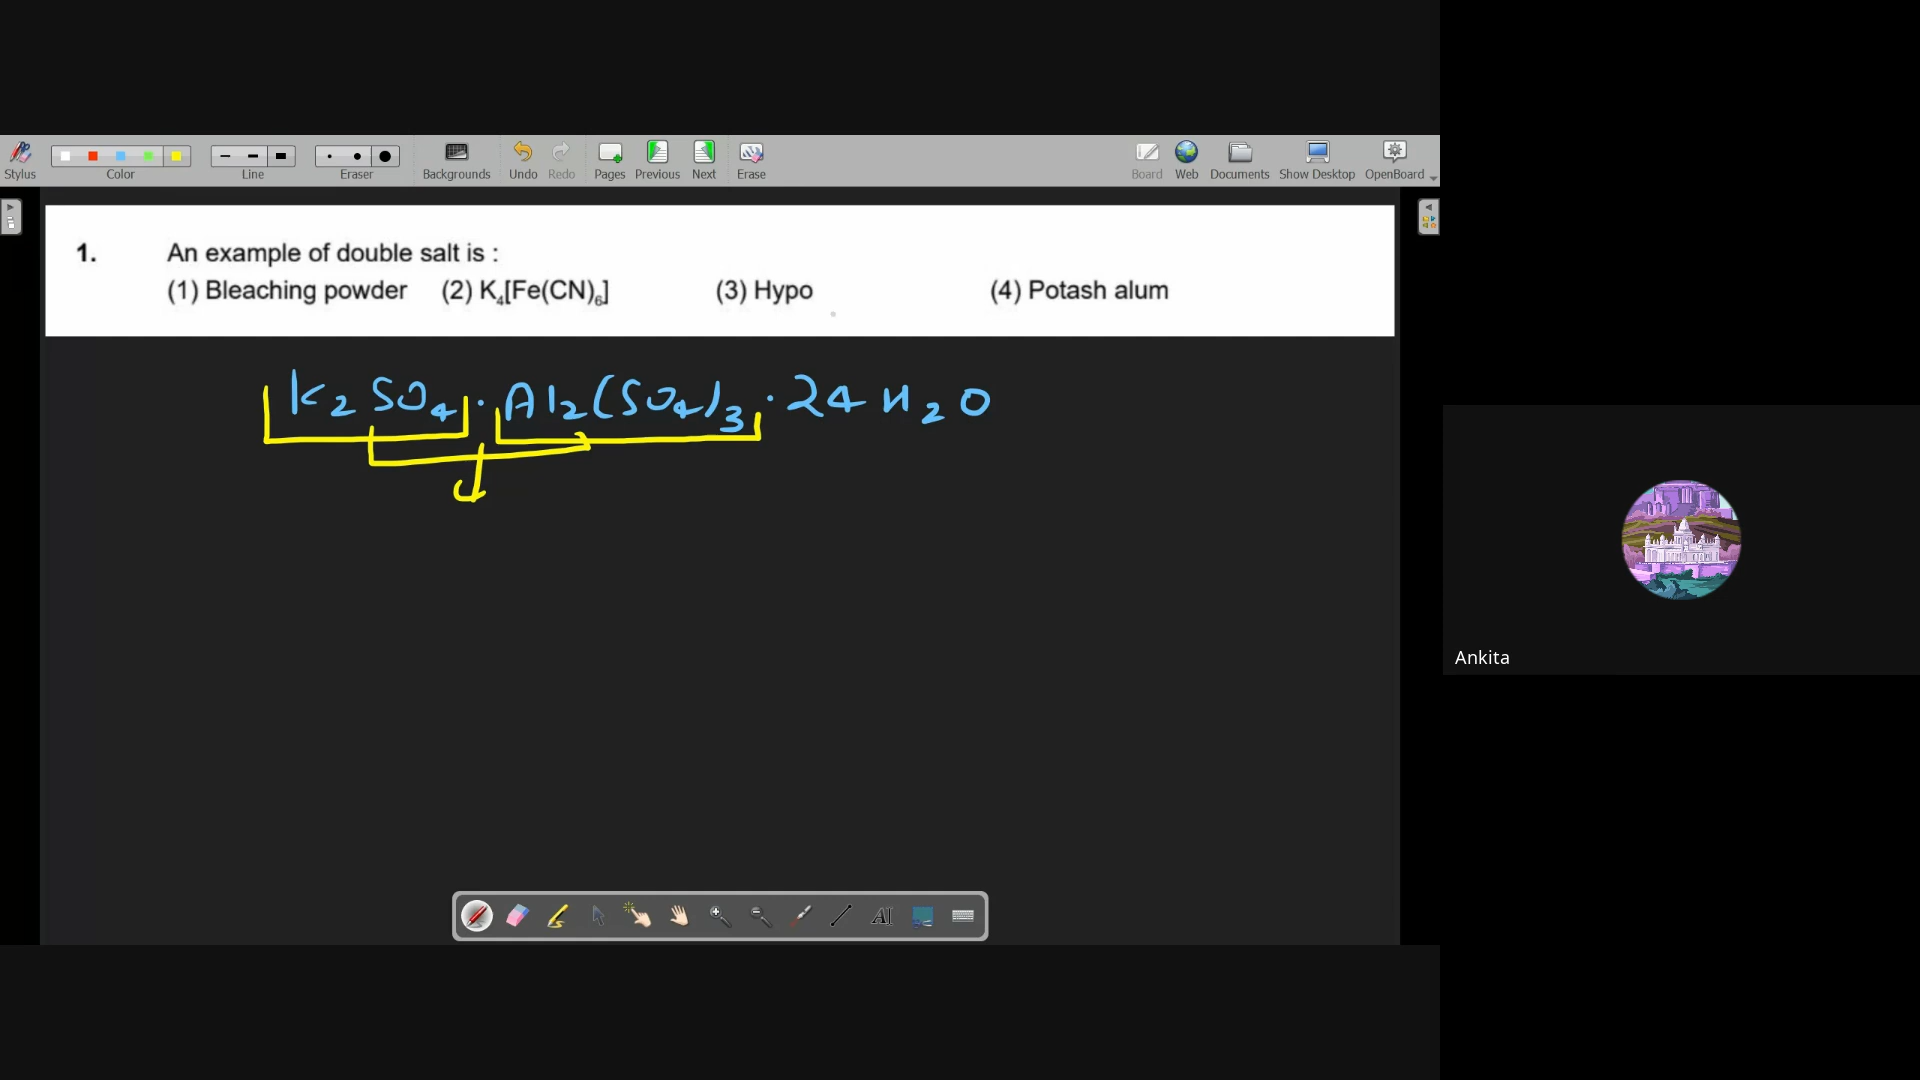 Stylus Color Line Eraser Backgrounds Undo Redo Pages Previous Next Erase Board Web Documents Show Desktop OpenBoard
1. An example of double salt is :
(1) Bleaching powder (2) K₄[Fe(CN)₆] (3) Hypo (4) Potash alum
K₂SO₄ · Al₂(SO₄)₃ · 24H₂O
Ankita
AI